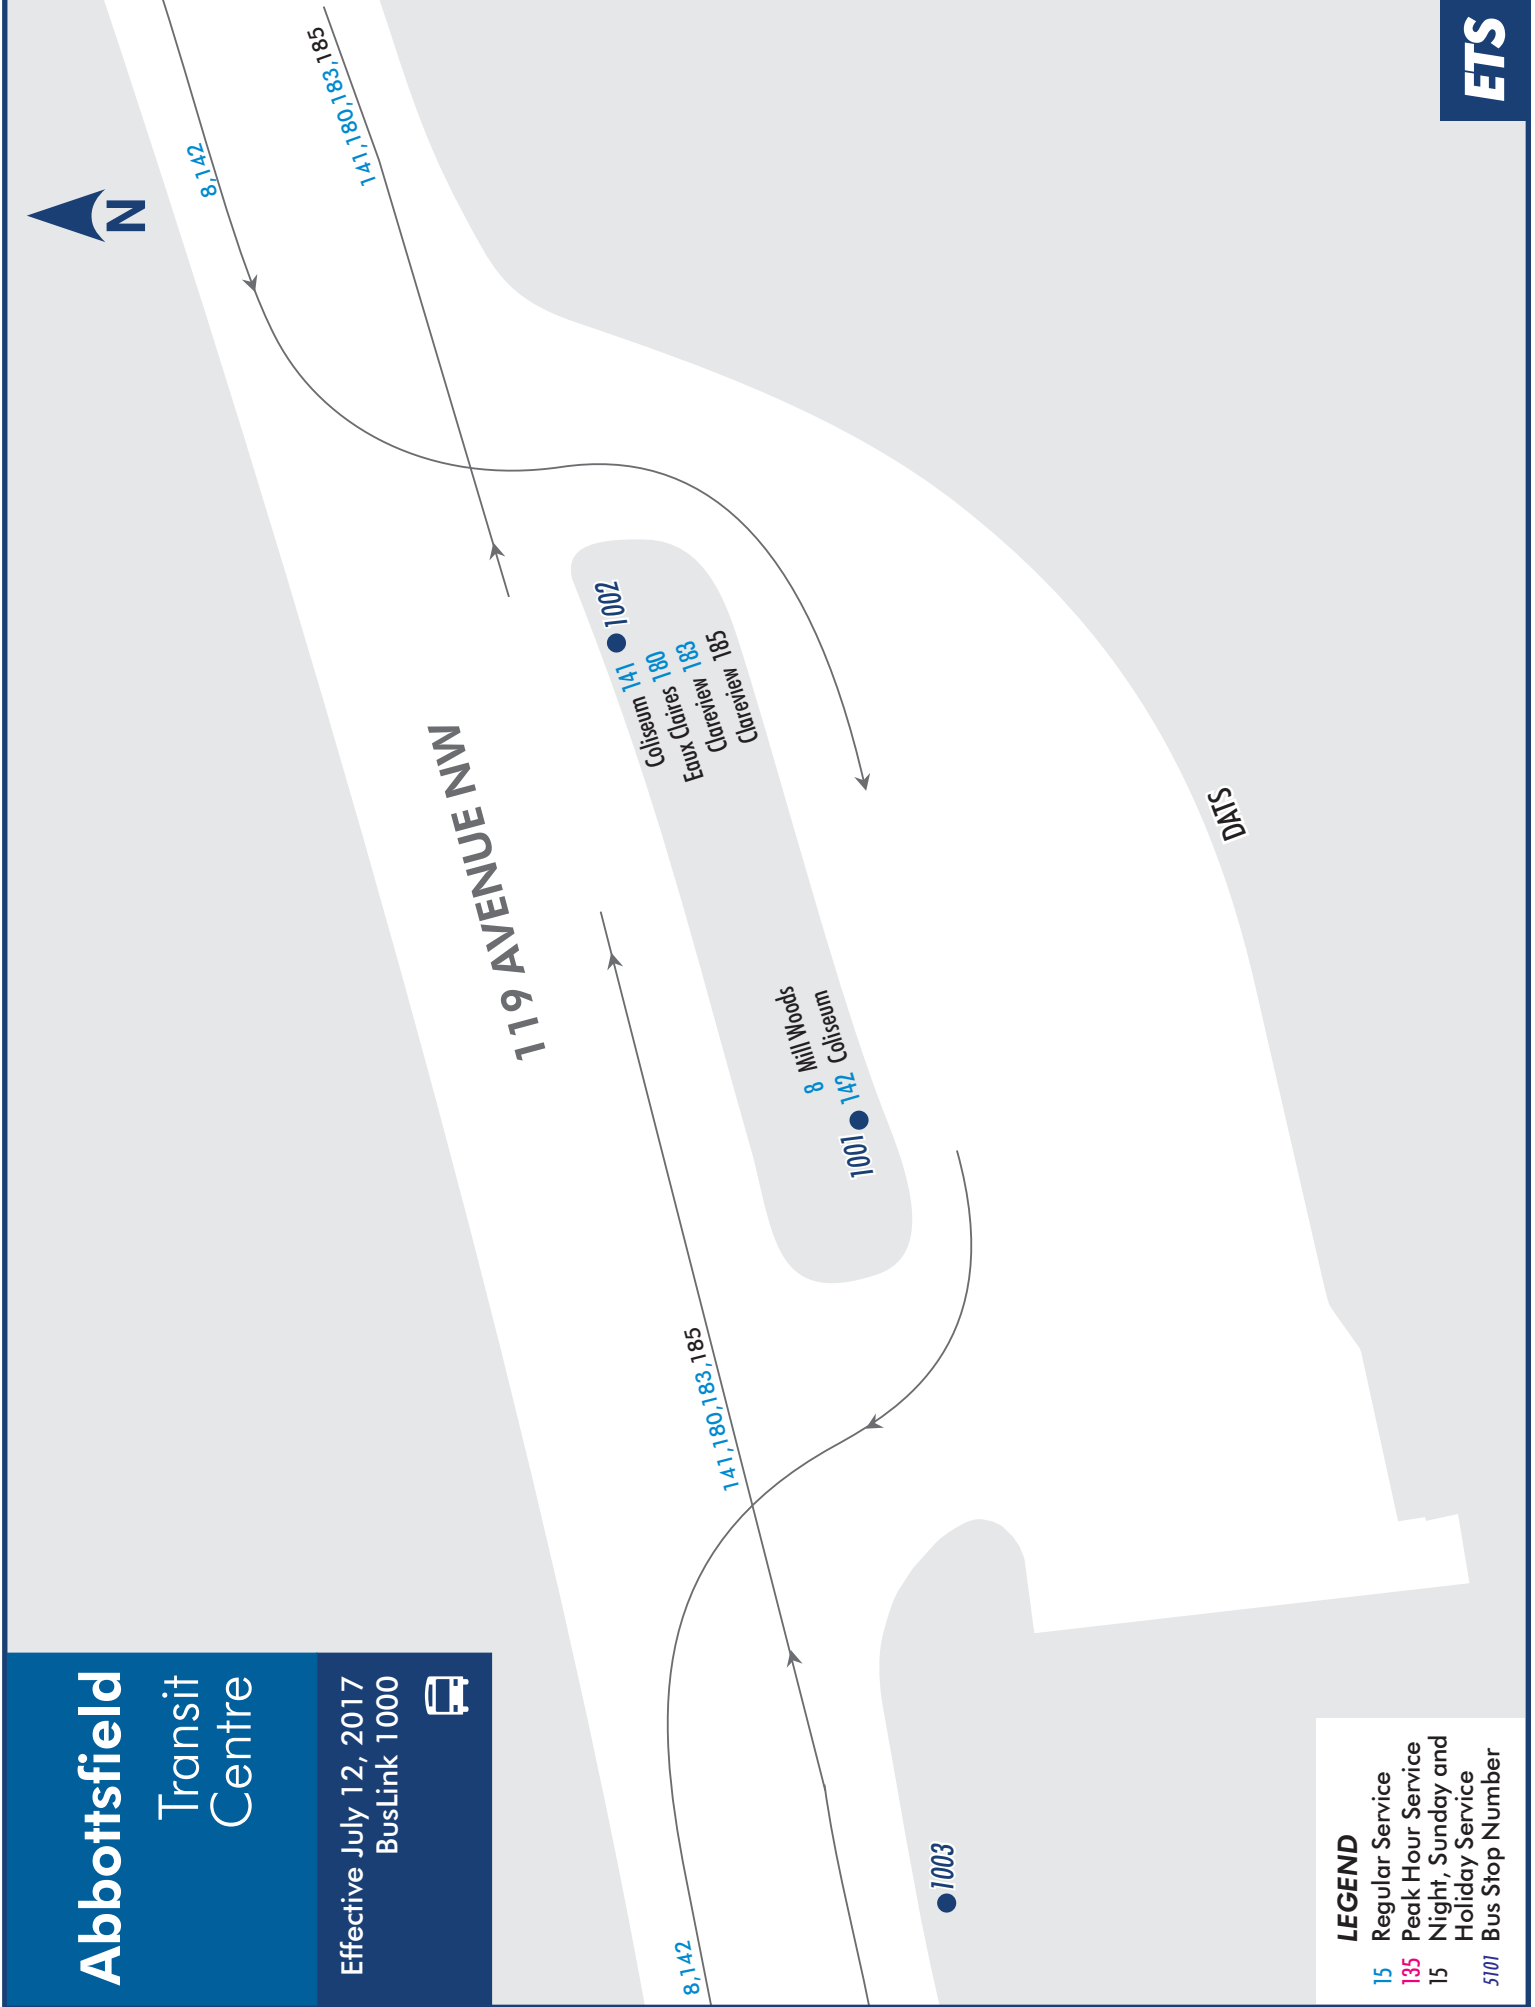 Abbottsfield
Transit
Centre
Effective July 12, 2017
BusLink 1000
8,142
141,180,183,185
N
119 AVENUE NW
1002
Coliseum 141
Eaux Claires 180
Clareview 183
Clareview 185
8 Mill Woods
142 Coliseum
1001
141,180,183,185
8,142
1003
DATS
LEGEND
15 Regular Service
135 Peak Hour Service
15 Night, Sunday and
Holiday Service
5101 Bus Stop Number
ETS